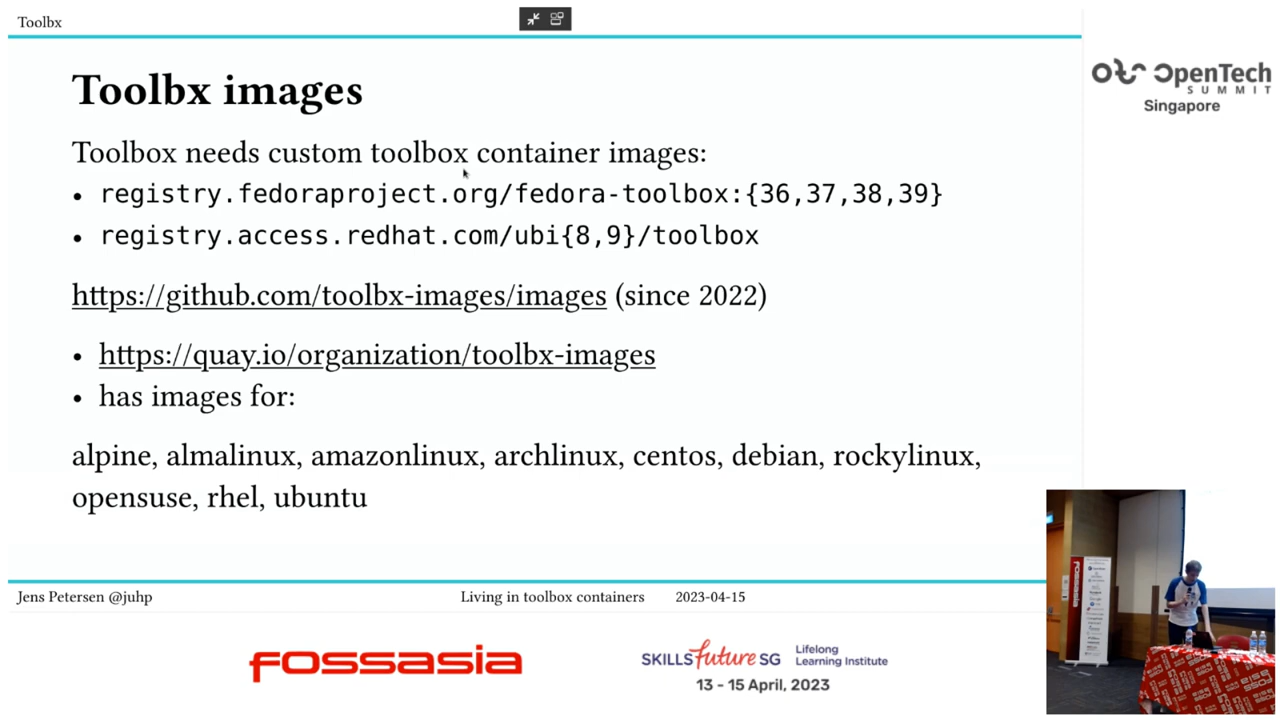 Toolbx
Toolbx images
Toolbox needs custom toolbox container images:
• registry.fedoraproject.org/fedora-toolbox:{36,37,38,39}
• registry.access.redhat.com/ubi{8,9}/toolbox
https://github.com/toolbx-images/images (since 2022)
• https://quay.io/organization/toolbx-images
• has images for:
alpine, almalinux, amazonlinux, archlinux, centos, debian, rockylinux,
opensuse, rhel, ubuntu
Jens Petersen @juhp Living in toolbox containers 2023-04-15
OpenTech
SUMMIT
Singapore
fossasia
fossasia
SKILLSfuture SG
Lifelong
Learning Institute
13 - 15 April, 2023